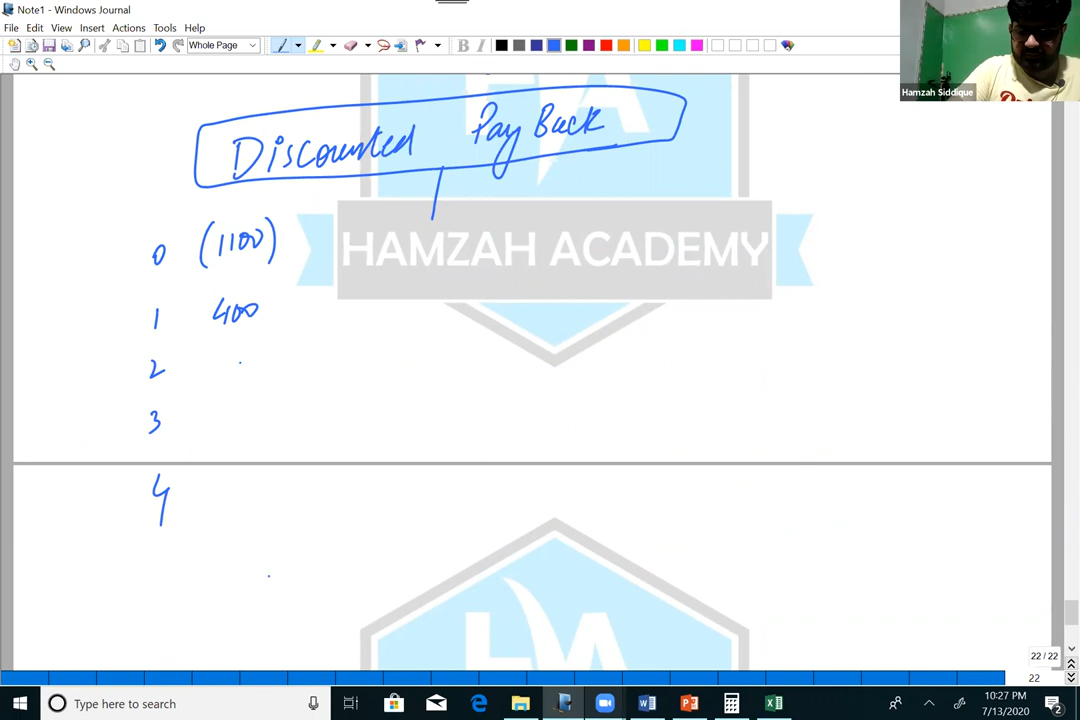 Note1 - Windows Journal
File Edit View Insert Actions Tools Help
Whole Page
B I
Hamzah Siddique
Discounted Pay Back
HAMZAH ACADEMY
0 (1100)
1 400
2
3
4
22 / 22
22
Type here to search
10:27 PM
7/13/2020
2